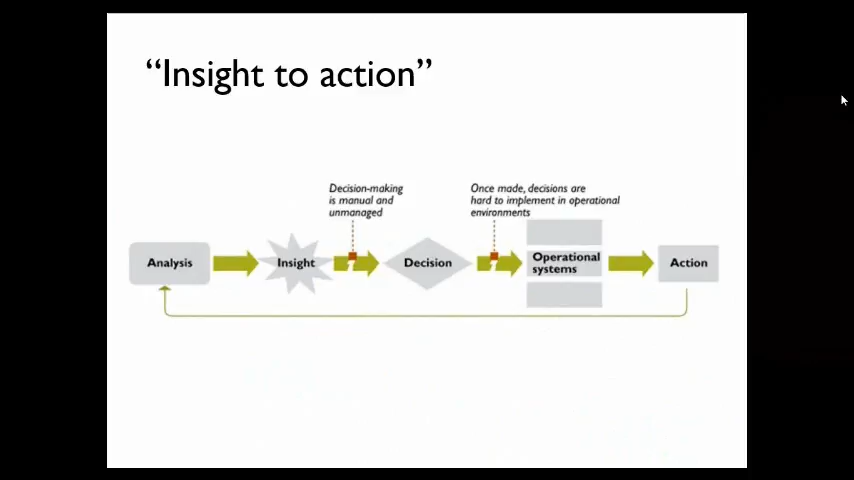 “Insight to action”
Decision-making
is manual and
unmanaged
Once made, decisions are
hard to implement in operational
environments
Analysis
Insight
Decision
Operational
systems
Action